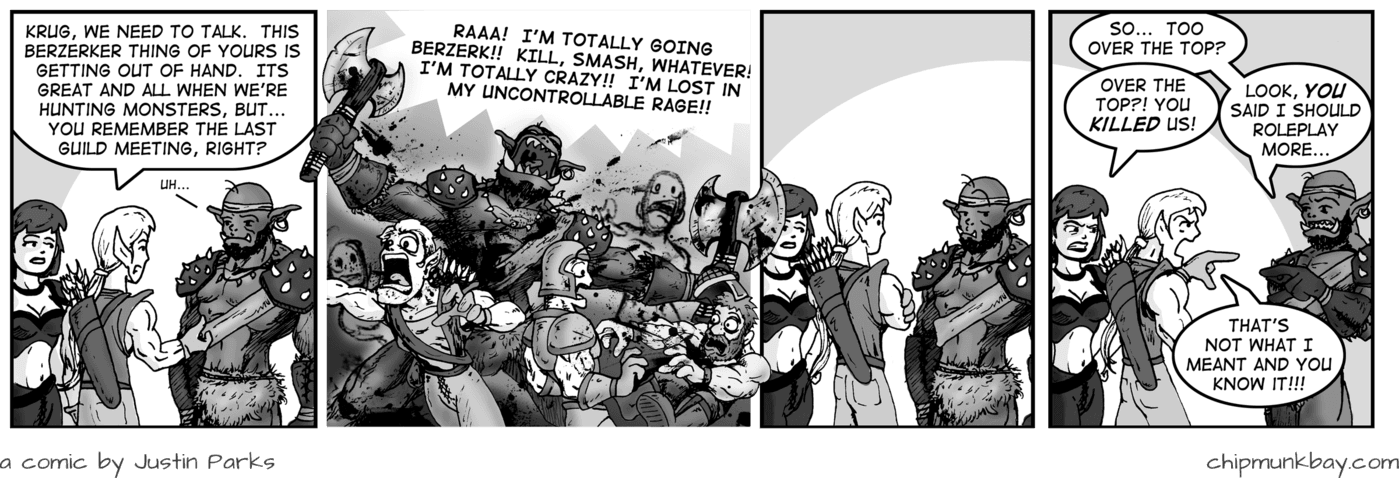 KRUG, WE NEED TO TALK. THIS
BERZERKER THING OF YOURS IS
GETTING OUT OF HAND. ITS
GREAT AND ALL WHEN WE'RE
HUNTING MONSTERS, BUT...
YOU REMEMBER THE LAST
GUILD MEETING, RIGHT?
UH...
RAAA! I'M TOTALLY GOING
BERZERK!! KILL, SMASH, WHATEVER!
I'M TOTALLY CRAZY!! I'M LOST IN
MY UNCONTROLLABLE RAGE!!
SO... TOO
OVER THE TOP?
OVER THE
TOP?! YOU
KILLED US!
LOOK, YOU
SAID I SHOULD
ROLEPLAY
MORE...
THAT'S
NOT WHAT I
MEANT AND YOU
KNOW IT!!!
a comic by Justin Parks
chipmunkbay.com